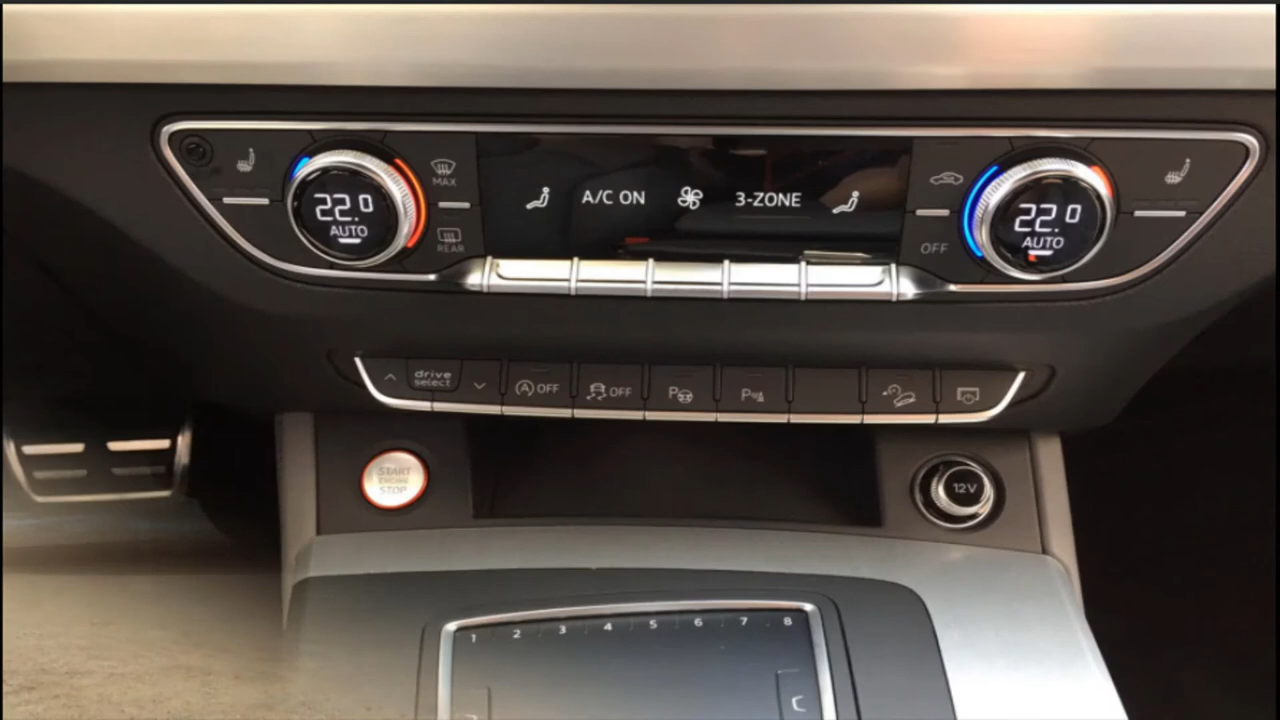 22.0
AUTO
MAX
REAR
A/C ON
3-ZONE
OFF
22.0
AUTO
drive
select
A OFF
OFF
P
P
START
ENGINE
STOP
12V
1 2 3 4 5 6 7 8